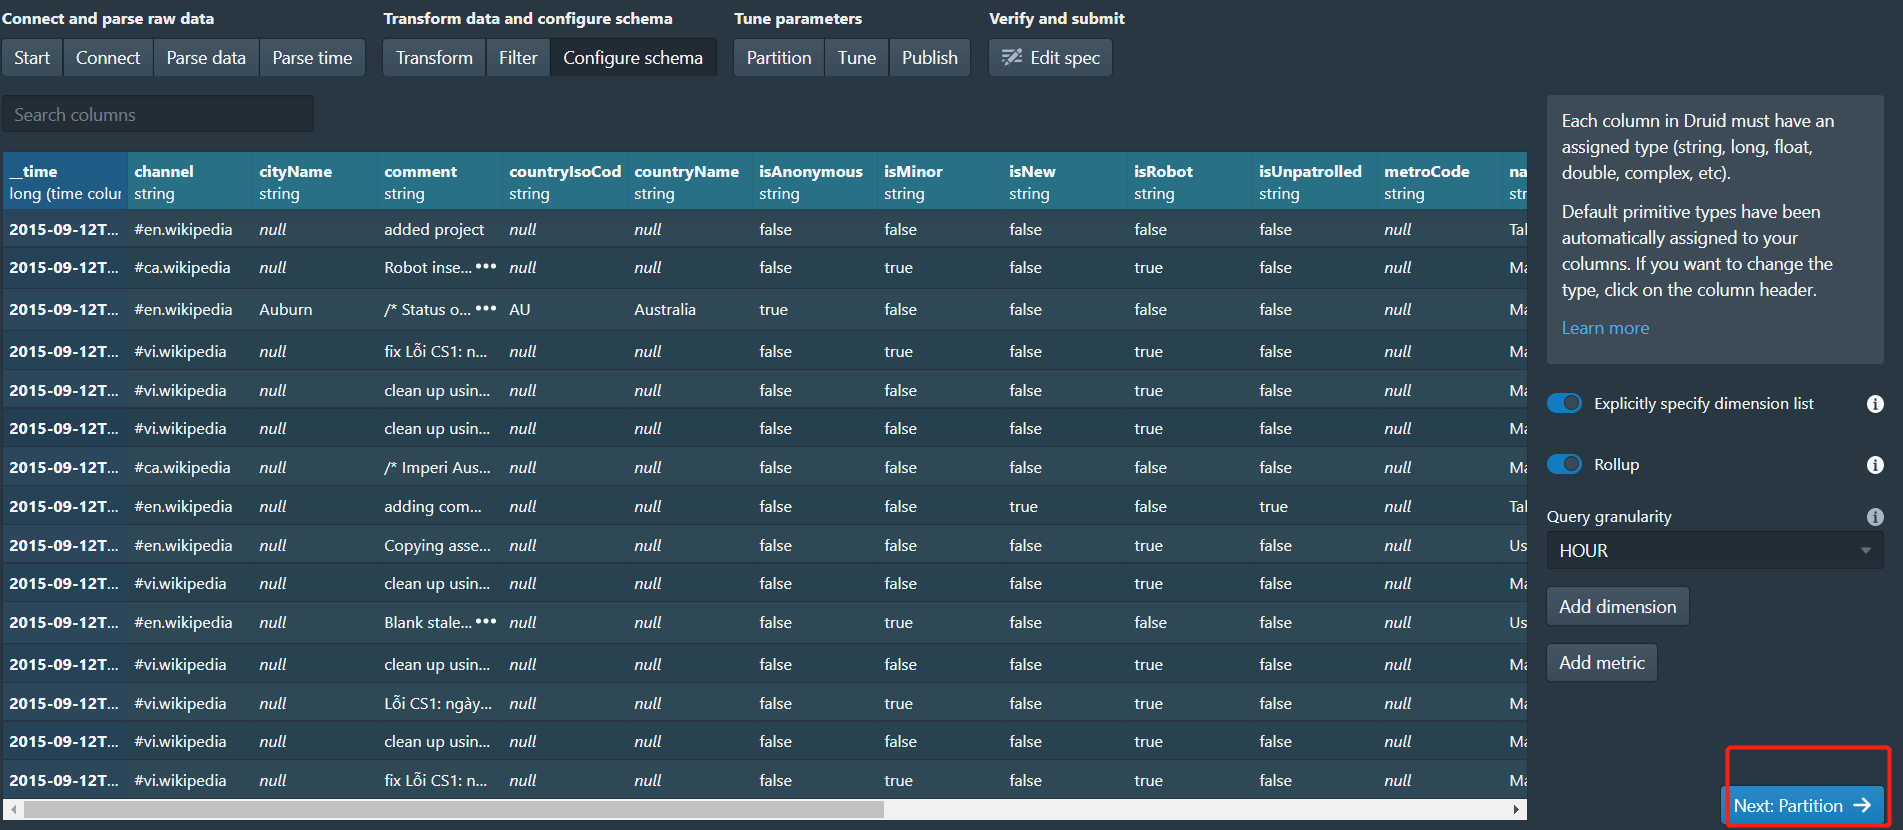 Connect and parse raw data Transform data and configure schema Tune parameters Verify and submit
Start Connect Parse data Parse time Transform Filter Configure schema Partition Tune Publish Edit spec
Search columns
__time channel cityName comment countryIsoCod countryName isAnonymous isMinor isNew isRobot isUnpatrolled metroCode na
long (time colur string string string string string string string string string string string str
2015-09-12T... #en.wikipedia null added project null null false false false false false null Tal
2015-09-12T... #ca.wikipedia null Robot inse... ••• null null false true false true false null Ma
2015-09-12T... #en.wikipedia Auburn /* Status o... ••• AU Australia true false false false false null Ma
2015-09-12T... #vi.wikipedia null fix Lỗi CS1: n... null null false true false true false null Ma
2015-09-12T... #vi.wikipedia null clean up usin... null null false false false true false null Ma
2015-09-12T... #vi.wikipedia null clean up usin... null null false false false true false null Ma
2015-09-12T... #ca.wikipedia null /* Imperi Aus... null null false false false false false null Ma
2015-09-12T... #en.wikipedia null adding com... null null false false true false true null Tal
2015-09-12T... #en.wikipedia null Copying asse... null null false false false true false null Us
2015-09-12T... #vi.wikipedia null clean up usin... null null false false false true false null Ma
2015-09-12T... #en.wikipedia null Blank stale... ••• null null false true false false false null Us
2015-09-12T... #vi.wikipedia null clean up usin... null null false false false true false null Ma
2015-09-12T... #vi.wikipedia null Lỗi CS1: ngày... null null false true false true false null Ma
2015-09-12T... #vi.wikipedia null clean up usin... null null false false false true false null Ma
2015-09-12T... #vi.wikipedia null fix Lỗi CS1: n... null null false true false true false null Ma
Each column in Druid must have an
assigned type (string, long, float,
double, complex, etc).
Default primitive types have been
automatically assigned to your
columns. If you want to change the
type, click on the column header.
Learn more
Explicitly specify dimension list
Rollup
Query granularity
HOUR
Add dimension
Add metric
Next: Partition